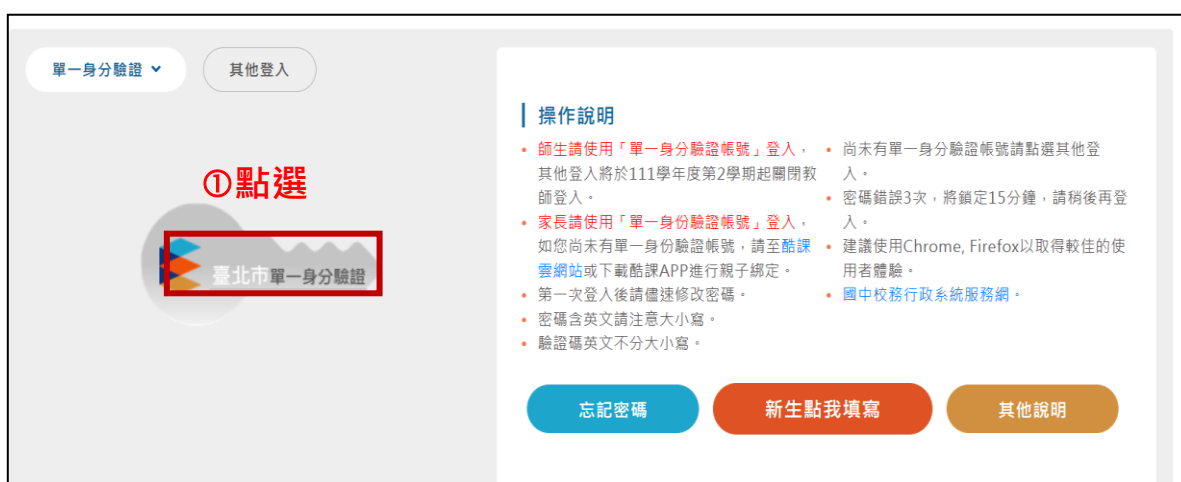 單一身分驗證
其他登入
①點選
臺北市單一身分驗證
操作說明
• 師生請使用「單一身分驗證帳號」登入，
其他登入將於111學年度第2學期起關閉教
師登入。
• 家長請使用「單一身份驗證帳號」登入，
如您尚未有單一身份驗證帳號，請至酷課
雲網站或下載酷課APP進行親子綁定。
• 第一次登入後請儘速修改密碼。
• 密碼含英文請注意大小寫。
• 驗證碼英文不分大小寫。
• 尚未有單一身分驗證帳號請點選其他登
入。
• 密碼錯誤3次，將鎖定15分鐘，請稍後再登
入。
• 建議使用Chrome, Firefox以取得較佳的使
用者體驗。
• 國中校務行政系統服務網。
忘記密碼
新生點我填寫
其他說明